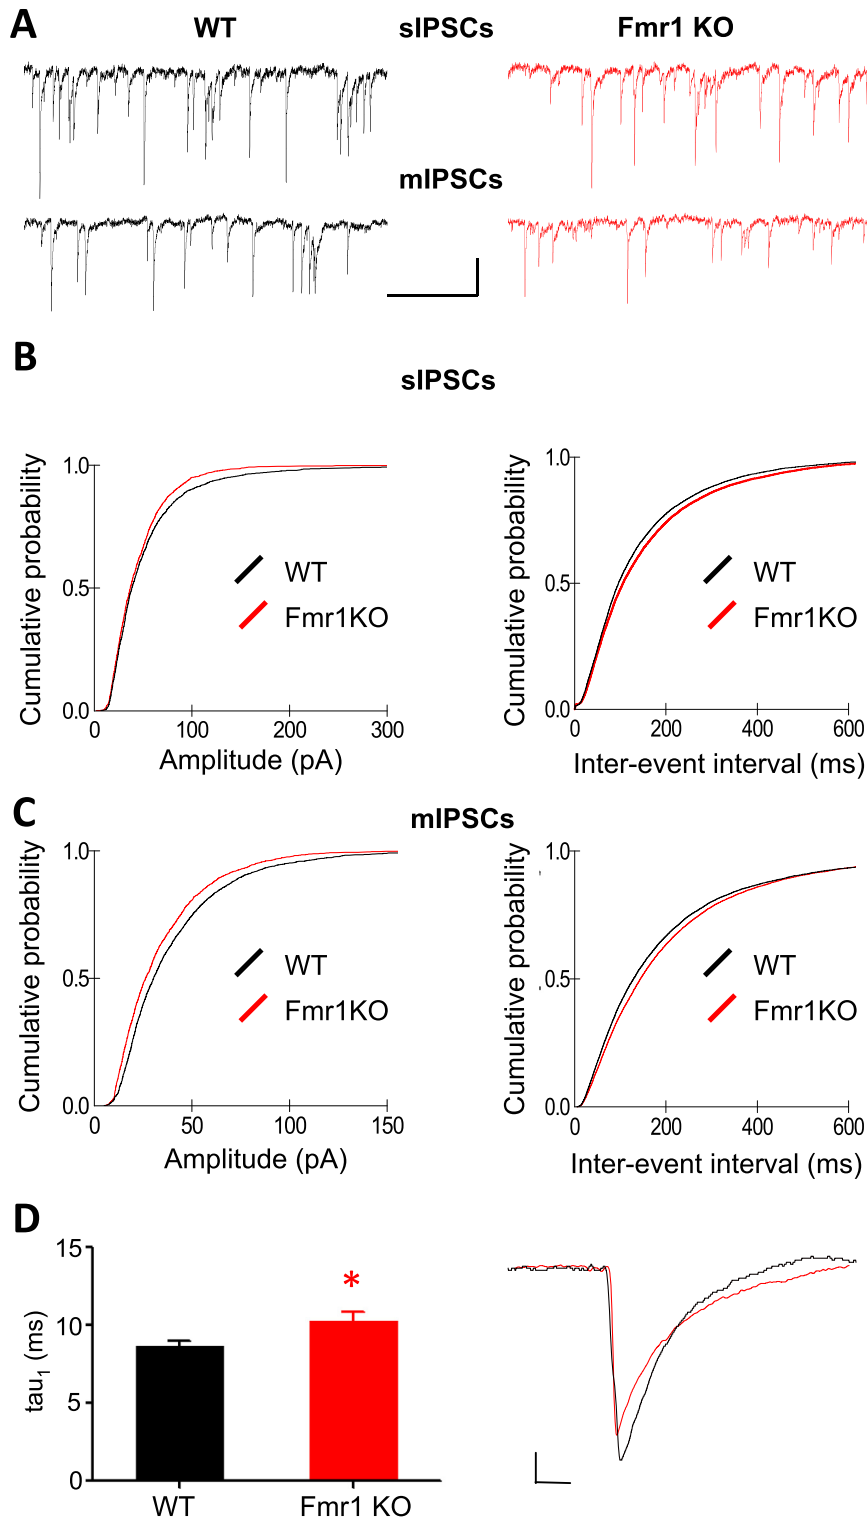 A
WT
sIPSCs
Fmr1 KO
mIPSCs
B
sIPSCs
Cumulative probability
1.0
0.5
0.0
0
100
200
300
Amplitude (pA)
WT
Fmr1KO
Cumulative probability
1.0
0.5
0.0
0
200
400
600
Inter-event interval (ms)
WT
Fmr1KO
C
mIPSCs
Cumulative probability
1.0
0.5
0.0
0
50
100
150
Amplitude (pA)
WT
Fmr1KO
Cumulative probability
1.0
0.5
0.0
0
200
400
600
Inter-event interval (ms)
WT
Fmr1KO
D
tau1 (ms)
15
10
5
0
*
WT
Fmr1 KO